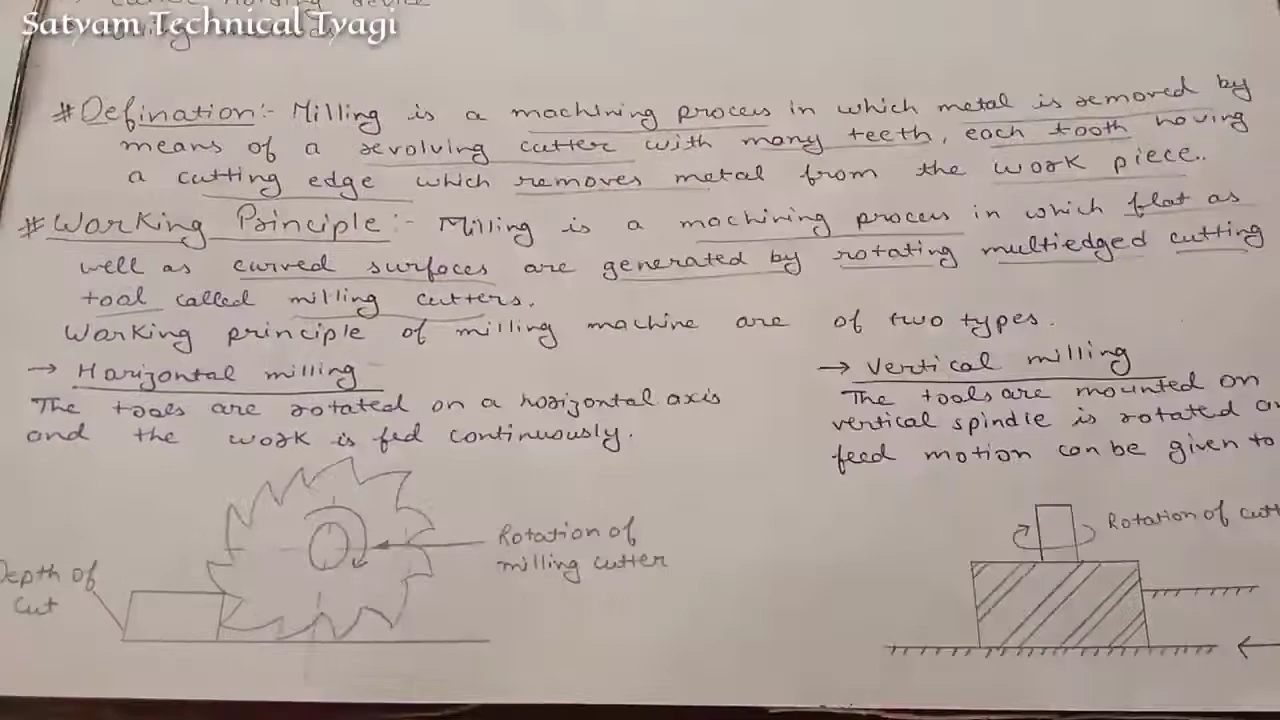 Satyam Technical Tyagi
#Defination:- Milling is a machining process in which metal is removed by
means of a revolving cutter with many teeth, each tooth having
a cutting edge which removes metal from the work piece..
#Working Principle:- Milling is a machining process in which flat as
well as curved surfaces are generated by rotating multiedged cutting
tool called milling cutters.
Working principle of milling machine are of two types.
→ Horizontal milling
The tools are rotated on a horizontal axis
and the work is fed continuously.
→ Vertical milling
The tools are mounted on
vertical spindle is rotated
feed motion can be given to
Rotation of
milling cutter
Depth of
cut
Rotation of